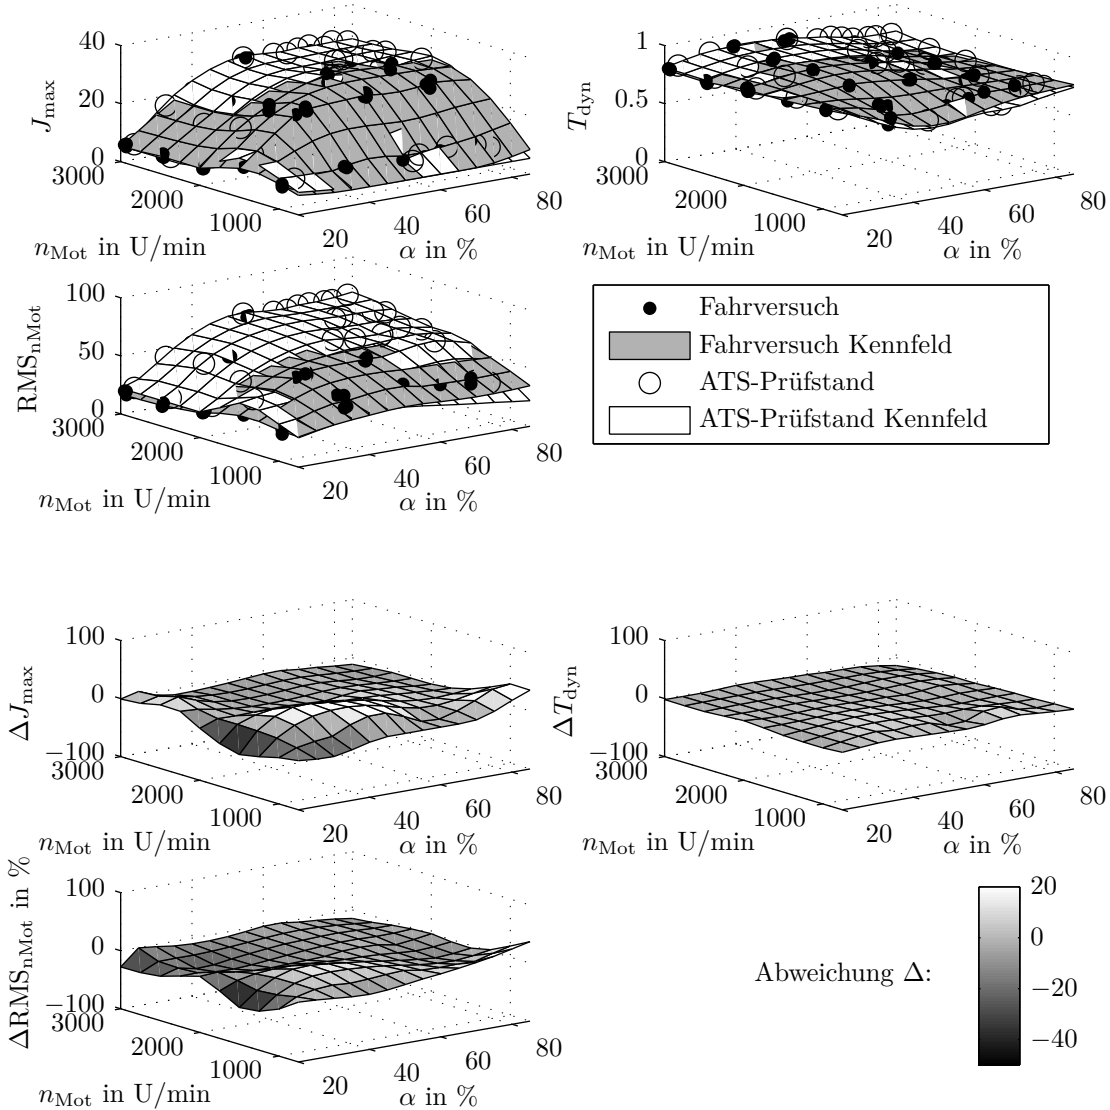 40
20
0
J_max
3000
2000
1000
n_Mot in U/min
20
40
60
80
α in %
1
0.5
0
T_dyn
3000
2000
1000
n_Mot in U/min
20
40
60
80
α in %
100
50
0
RMS_nMot
3000
2000
1000
n_Mot in U/min
20
40
60
80
α in %
Fahrversuch
Fahrversuch Kennfeld
ATS-Prüfstand
ATS-Prüfstand Kennfeld
100
0
−100
ΔJ_max
3000
2000
1000
n_Mot in U/min
20
40
60
80
α in %
100
0
−100
ΔT_dyn
3000
2000
1000
n_Mot in U/min
20
40
60
80
α in %
100
0
−100
ΔRMS_nMot in %
3000
2000
1000
n_Mot in U/min
20
40
60
80
α in %
Abweichung Δ:
20
0
−20
−40